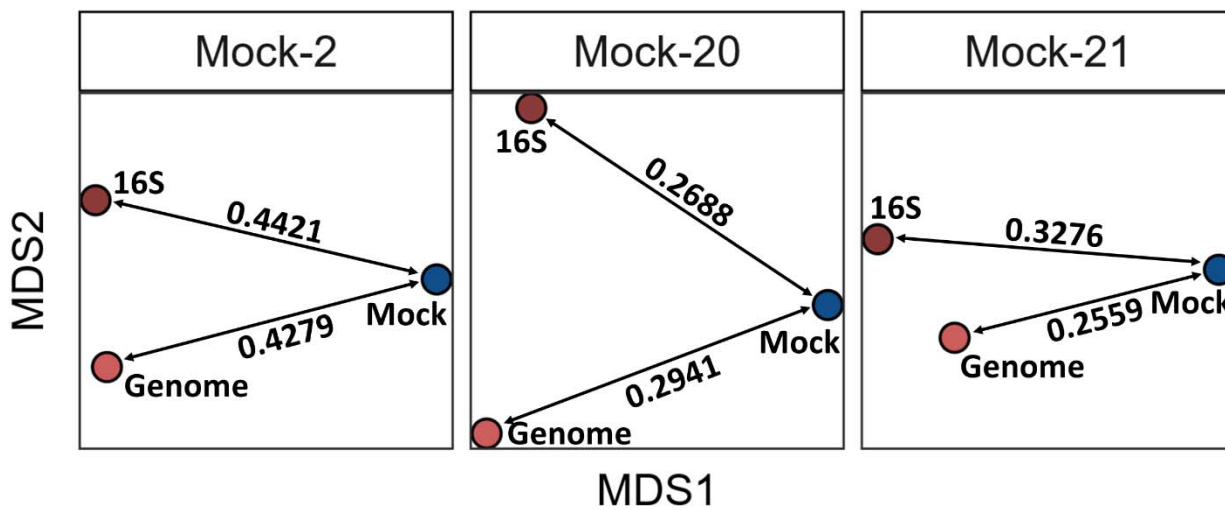 Mock-2
Mock-20
Mock-21
MDS2
16S
0.4421
Mock
0.4279
Genome
16S
0.2688
Mock
0.2941
Genome
16S
0.3276
Mock
0.2559
Genome
MDS1